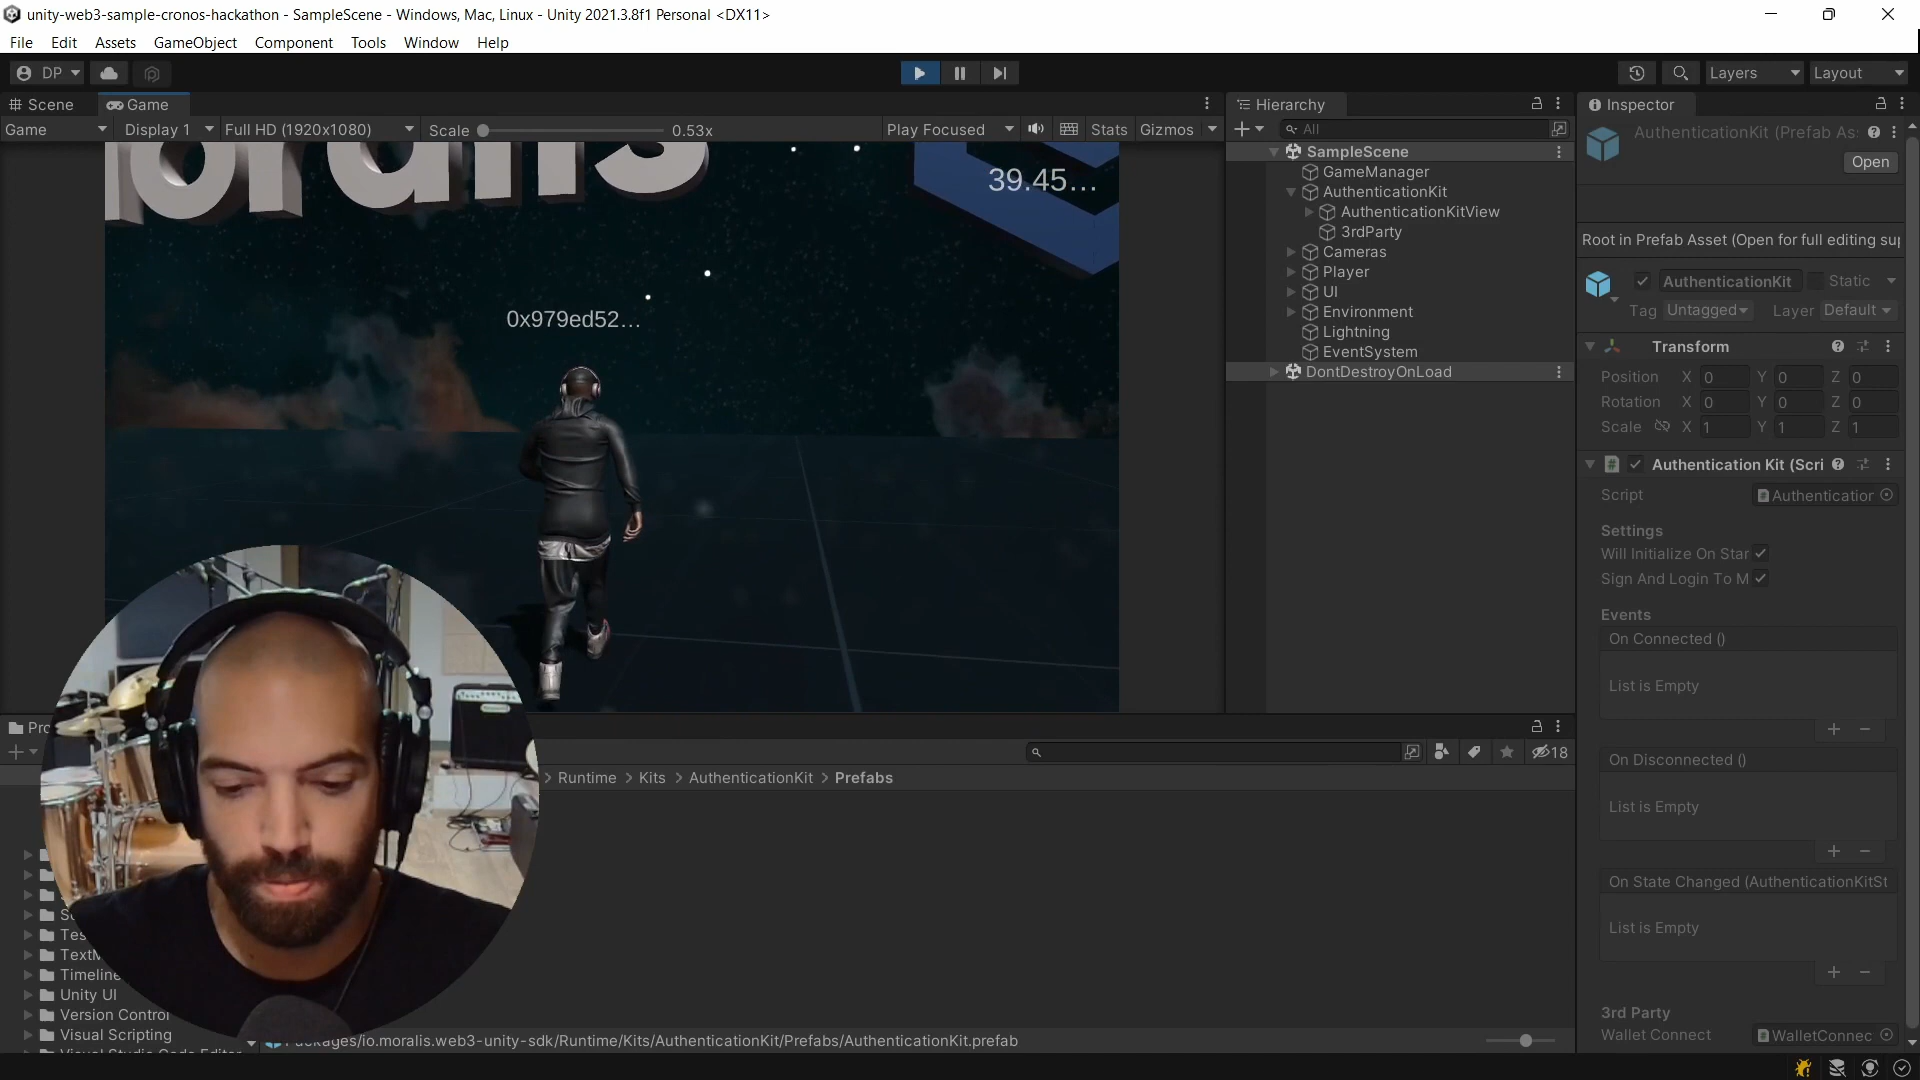 unity-web3-sample-cronos-hackathon - SampleScene - Windows, Mac, Linux - Unity 2021.3.8f1 Personal <DX11>
File Edit Assets GameObject Component Tools Window Help
DP
Layers
Layout
Scene
Game
Game
Display 1
Full HD (1920x1080)
Scale
0.53x
Play Focused
Stats
Gizmos
39.45...
0x979ed52...
Hierarchy
All
SampleScene
GameManager
AuthenticationKit
AuthenticationKitView
3rdParty
Cameras
Player
UI
Environment
Lightning
EventSystem
DontDestroyOnLoad
Inspector
AuthenticationKit (Prefab As
Open
Root in Prefab Asset (Open for full editing su
AuthenticationKit
Static
Tag Untagged
Layer Default
Transform
Position X 0 Y 0 Z 0
Rotation X 0 Y 0 Z 0
Scale X 1 Y 1 Z 1
Authentication Kit (Scri
Script
Authenticatior
Settings
Will Initialize On Star
Sign And Login To M
Events
On Connected ()
List is Empty
On Disconnected ()
List is Empty
On State Changed (AuthenticationKitSt
List is Empty
3rd Party
Wallet Connect
WalletConnec
18
Runtime > Kits > AuthenticationKit > Prefabs
Timeline
Unity UI
Version Control
Visual Scripting
ages/io.moralis.web3-unity-sdk/Runtime/Kits/AuthenticationKit/Prefabs/AuthenticationKit.prefab